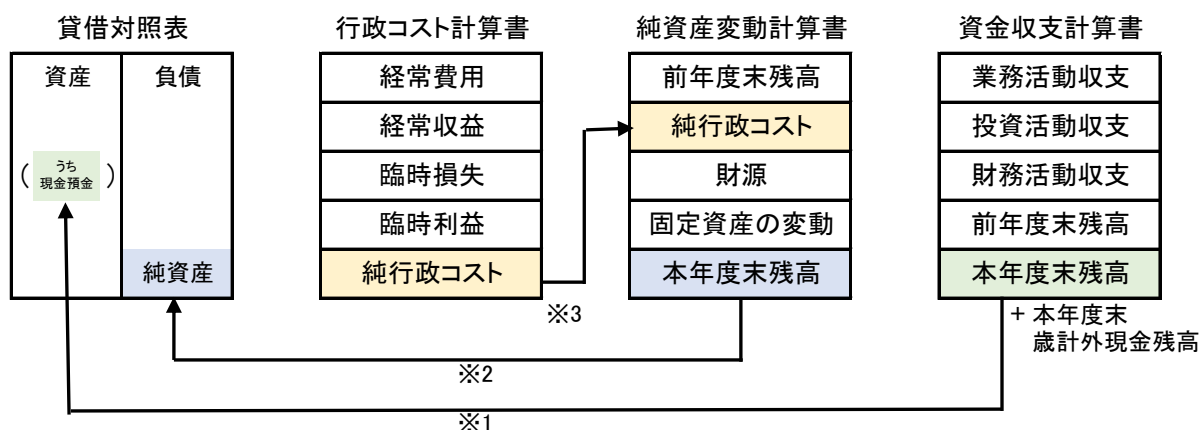 貸借対照表
資産
負債
(うち
現金預金)
純資産
行政コスト計算書
経常費用
経常収益
臨時損失
臨時利益
純行政コスト
純資産変動計算書
前年度末残高
純行政コスト
財源
固定資産の変動
本年度末残高
資金収支計算書
業務活動収支
投資活動収支
財務活動収支
前年度末残高
本年度末残高
+ 本年度末
歳計外現金残高
※3
※2
※1